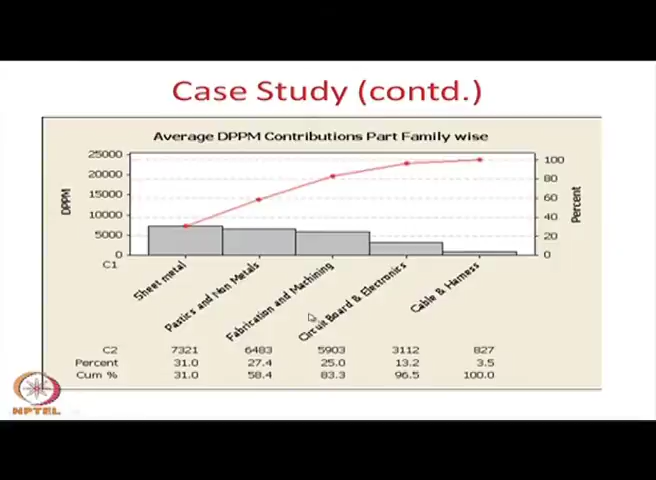 Case Study (contd.)
Average DPPM Contributions Part Family wise
25000
20000
15000
10000
5000
0
DPPM
100
80
60
40
20
0
Percent
C1
Sheet metal
Pastics and Non Metals
Fabrication and Machining
Circuit Board & Electronics
Cable & Harness
C2 7321 6483 5903 3112 827
Percent 31.0 27.4 25.0 13.2 3.5
Cum % 31.0 58.4 83.3 96.5 100.0
NPTEL